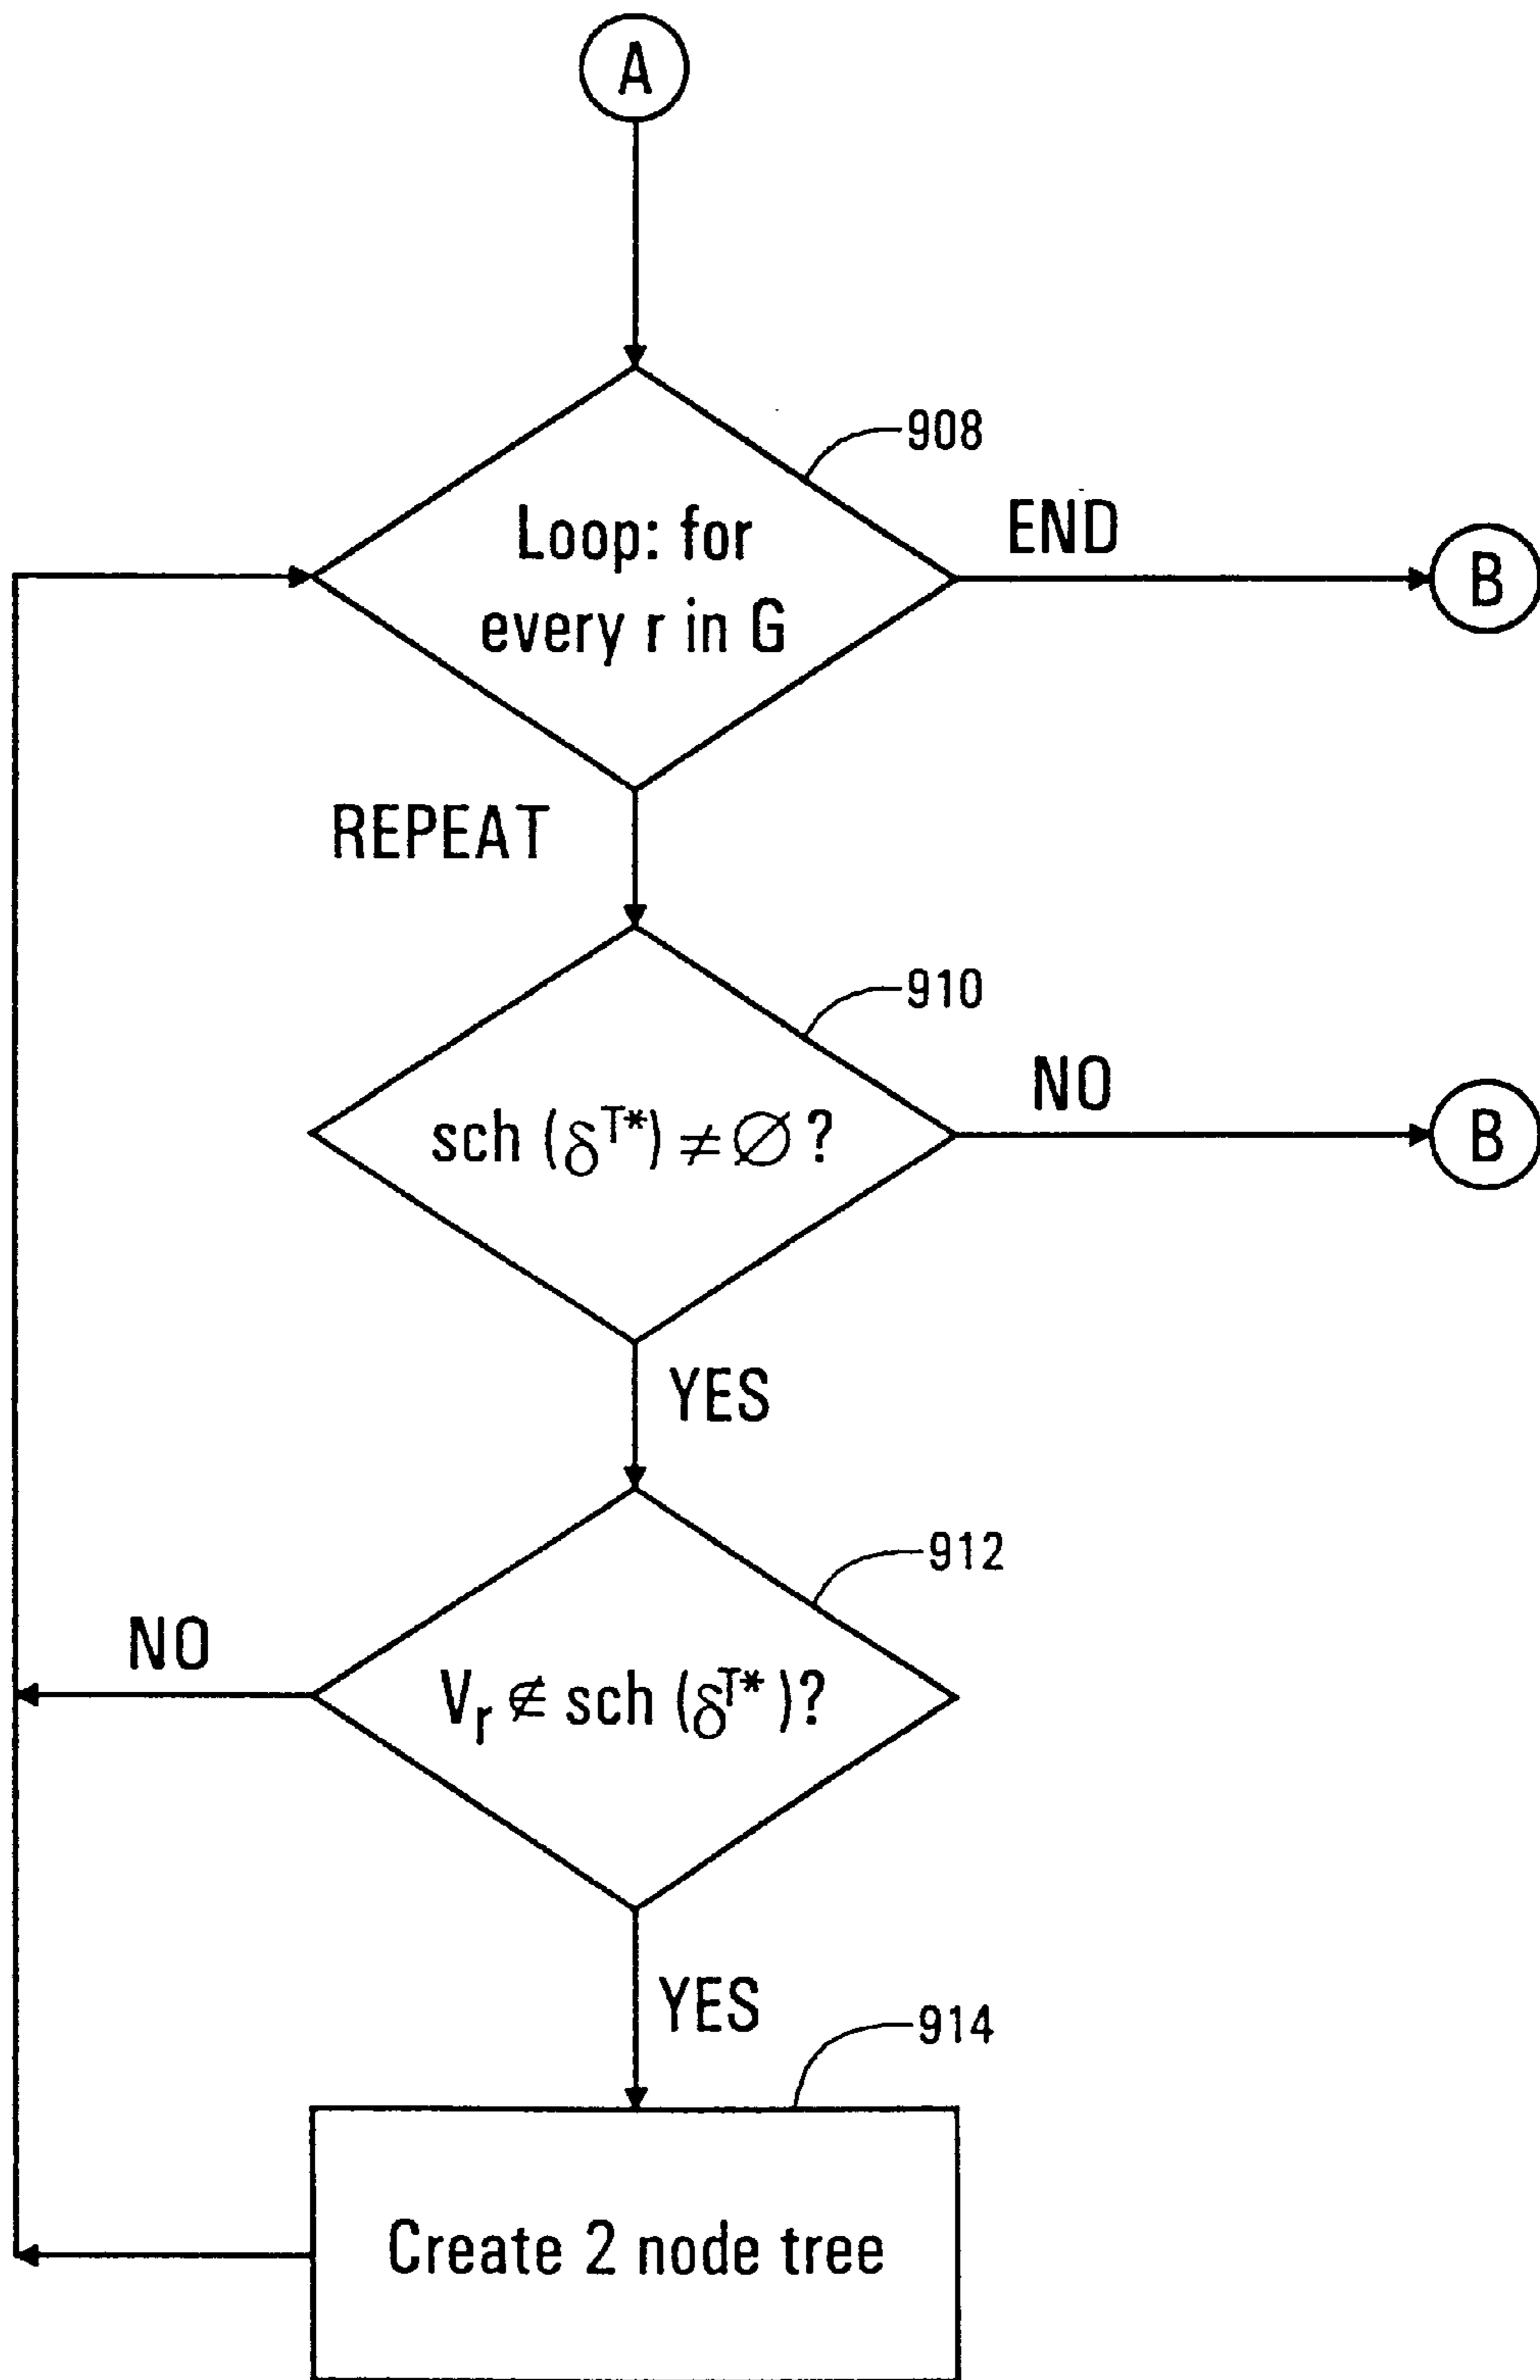 A
908
Loop: for
every r in G
END
B
REPEAT
910
sch (δᵀ*) ≠ ∅ ?
NO
B
YES
912
Vᵣ ∉ sch (δᵀ*)?
NO
YES
914
Create 2 node tree